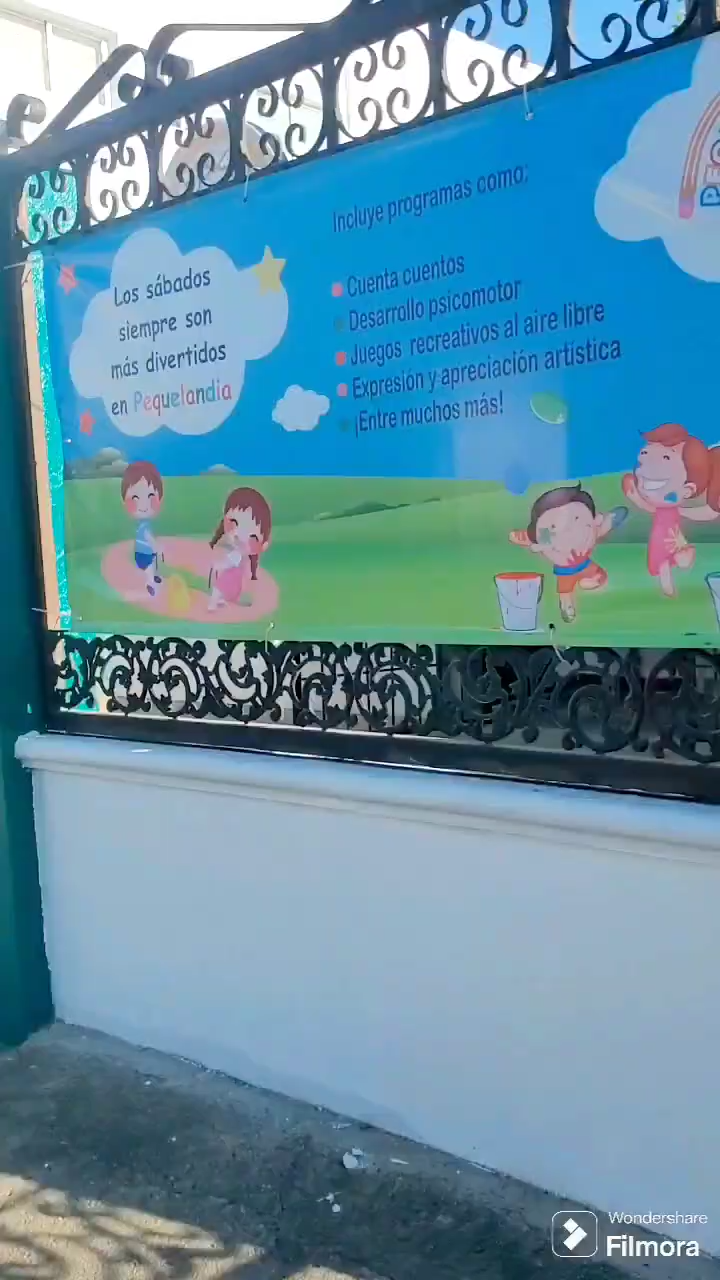 Los sábados
siempre son
más divertidos
en Pequelandia
Incluye programas como:
Cuenta cuentos
Desarrollo psicomotor
Juegos recreativos al aire libre
Expresión y apreciación artística
¡Entre muchos más!
Wondershare
Filmora